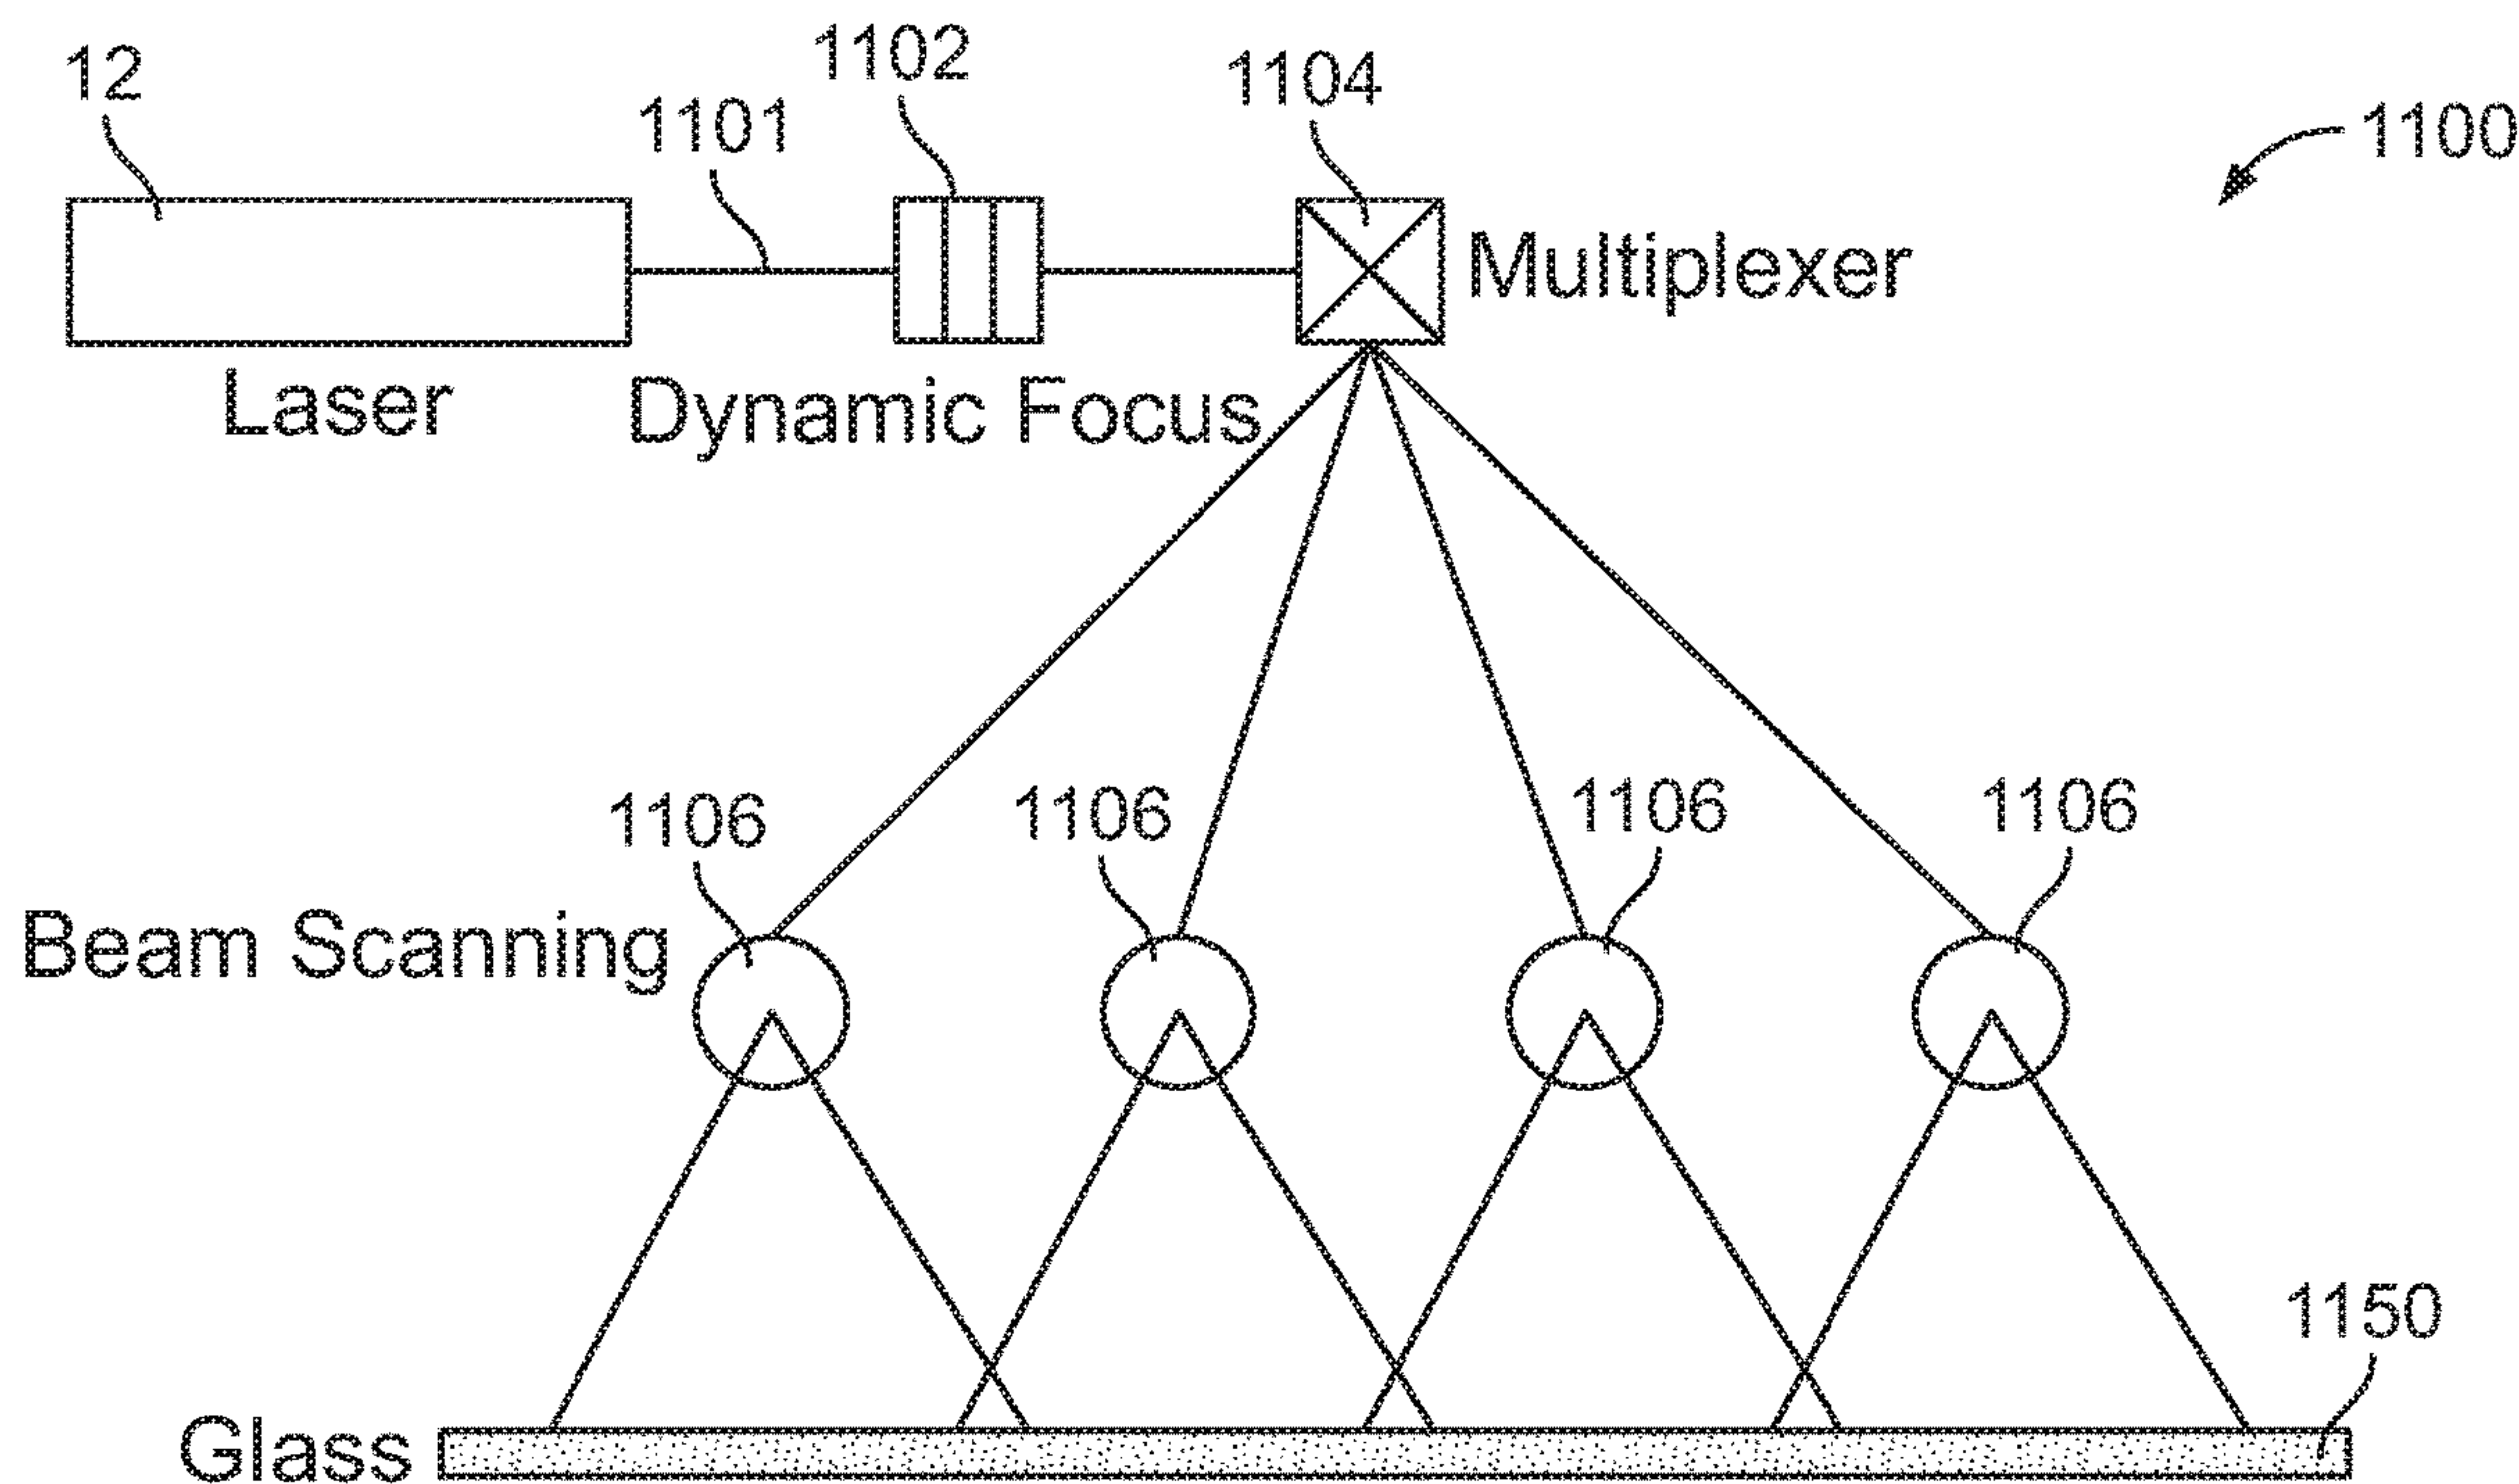 12
1101
1102
1104
1100
Multiplexer
Laser
Dynamic Focus
1106
1106
1106
1106
Beam Scanning
1150
Glass